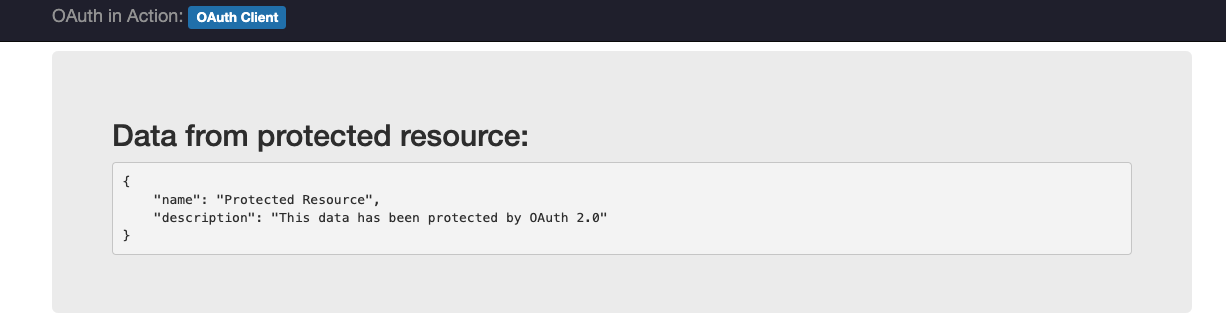 OAuth in Action: OAuth Client
Data from protected resource:
{
    "name": "Protected Resource",
    "description": "This data has been protected by OAuth 2.0"
}